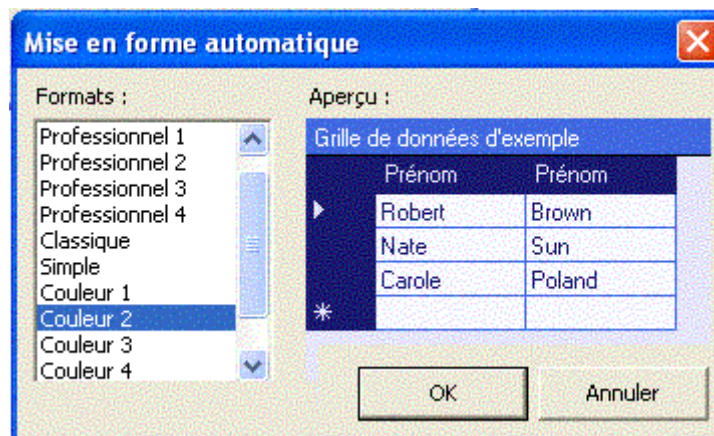 Mise en forme automatique
Formats :
Aperçu :
Professionnel 1
Professionnel 2
Professionnel 3
Professionnel 4
Classique
Simple
Couleur 1
Couleur 2
Couleur 3
Couleur 4
Grille de données d'exemple
Prénom Prénom
Robert Brown
Nate Sun
Carole Poland
OK Annuler